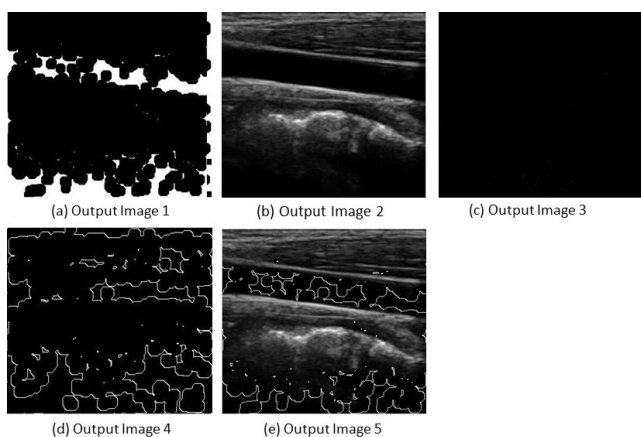 (a) Output Image 1
(b) Output Image 2
(c) Output Image 3
(d) Output Image 4
(e) Output Image 5